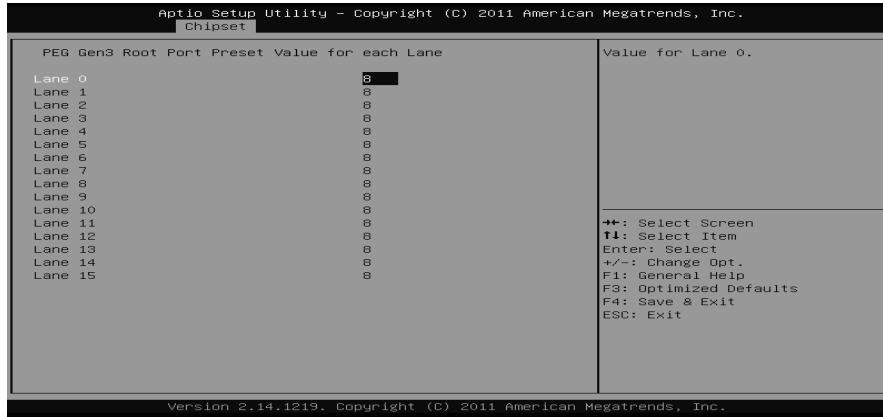 Aptio Setup Utility – Copyright (C) 2011 American Megatrends, Inc.
Chipset
PEG Gen3 Root Port Preset Value for each Lane
Lane 0 8
Lane 1 8
Lane 2 8
Lane 3 8
Lane 4 8
Lane 5 8
Lane 6 8
Lane 7 8
Lane 8 8
Lane 9 8
Lane 10 8
Lane 11 8
Lane 12 8
Lane 13 8
Lane 14 8
Lane 15 8
Value for Lane 0.
→←: Select Screen
↑↓: Select Item
Enter: Select
+/-: Change Opt.
F1: General Help
F3: Optimized Defaults
F4: Save & Exit
ESC: Exit
Version 2.14.1219. Copyright (C) 2011 American Megatrends, Inc.